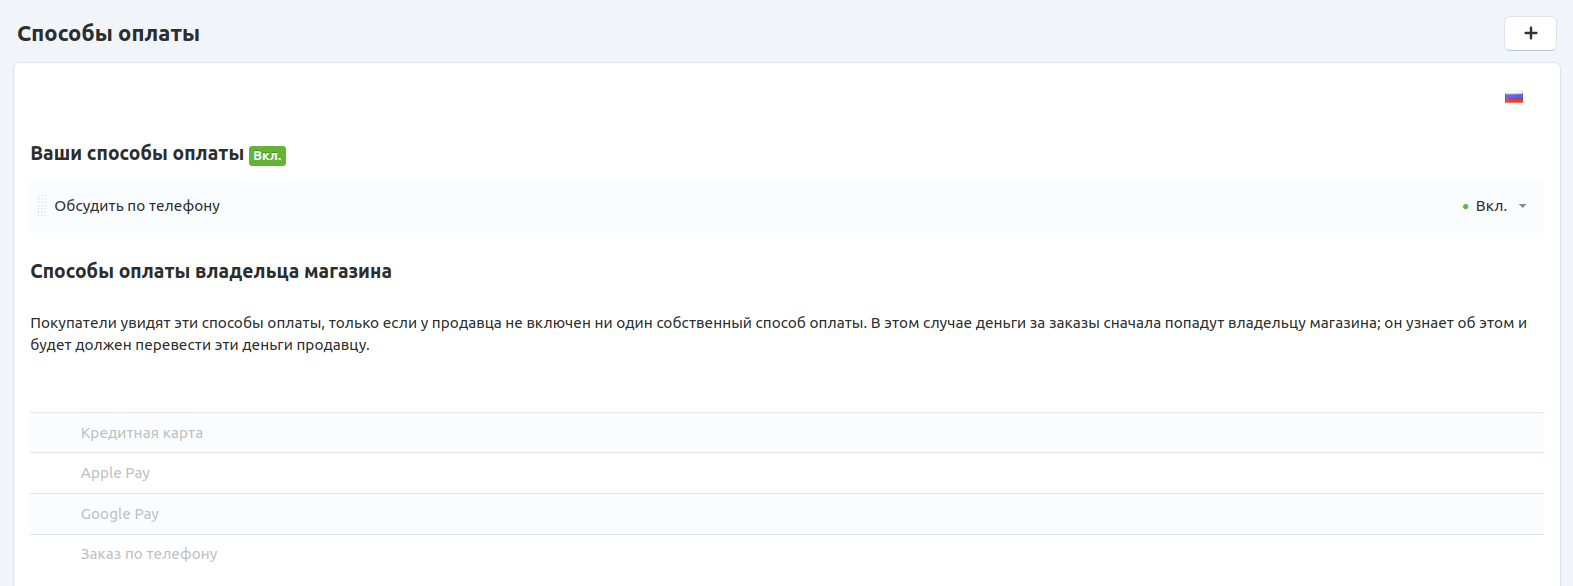 Способы оплаты
+
Ваши способы оплаты Вкл.
Обсудить по телефону Вкл.
Способы оплаты владельца магазина
Покупатели увидят эти способы оплаты, только если у продавца не включен ни один собственный способ оплаты. В этом случае деньги за заказы сначала попадут владельцу магазина; он узнает об этом и
будет должен перевести эти деньги продавцу.
Кредитная карта
Apple Pay
Google Pay
Заказ по телефону